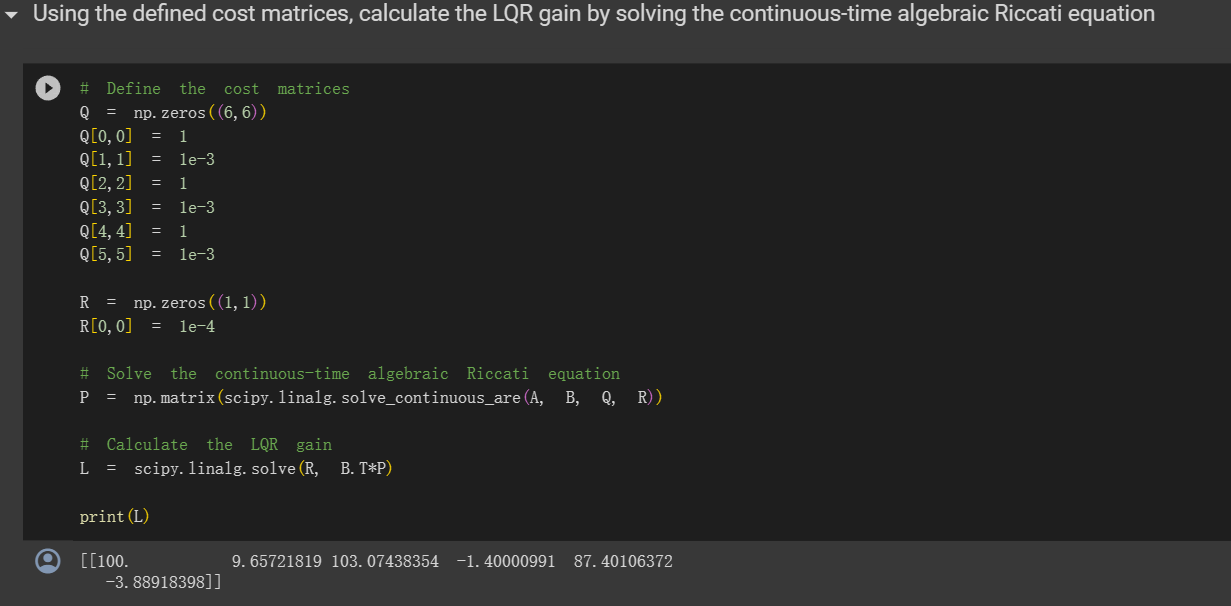 Using the defined cost matrices, calculate the LQR gain by solving the continuous-time algebraic Riccati equation
# Define the cost matrices
Q = np.zeros((6,6))
Q[0,0] = 1
Q[1,1] = 1e-3
Q[2,2] = 1
Q[3,3] = 1e-3
Q[4,4] = 1
Q[5,5] = 1e-3
R = np.zeros((1,1))
R[0,0] = 1e-4
# Solve the continuous-time algebraic Riccati equation
P = np.matrix(scipy.linalg.solve_continuous_are(A, B, Q, R))
# Calculate the LQR gain
L = scipy.linalg.solve(R, B.T*P)
print(L)
[[100. 9.65721819 103.07438354 -1.40000991 87.40106372
-3.88918398]]